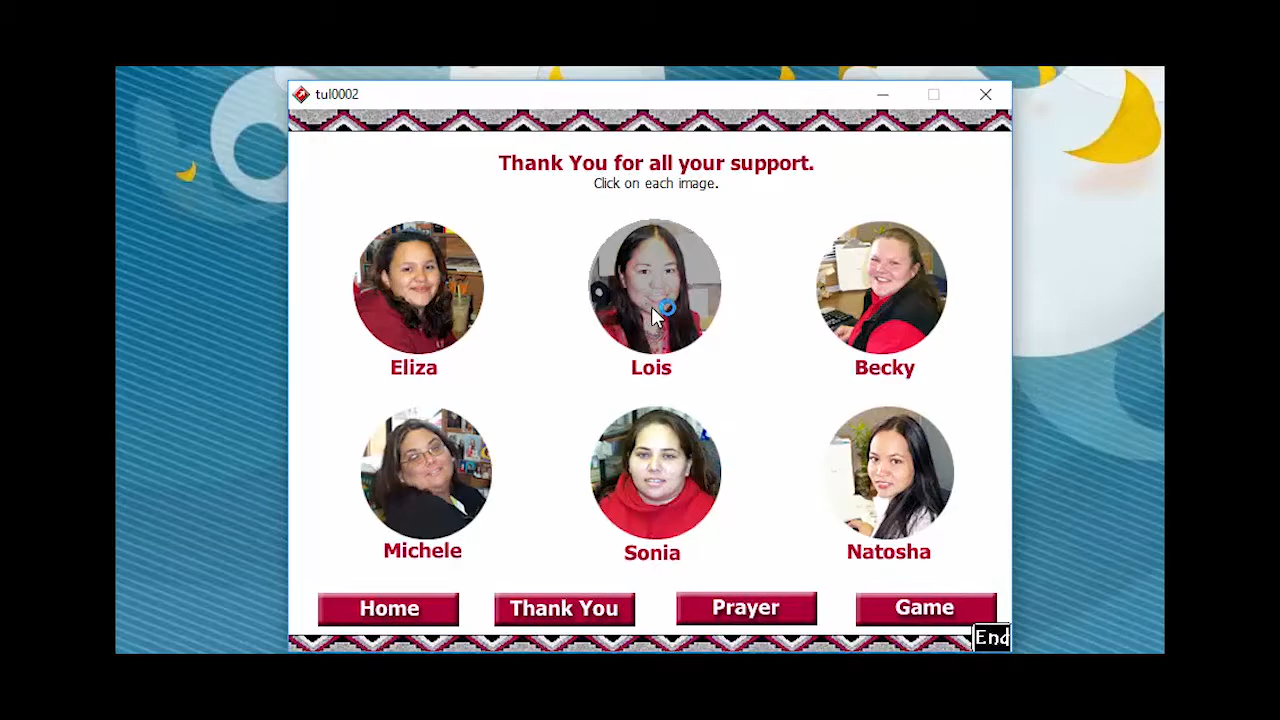 tul0002
Thank You for all your support.
Click on each image.
Eliza
Lois
Becky
Michele
Sonia
Natosha
Home
Thank You
Prayer
Game
End